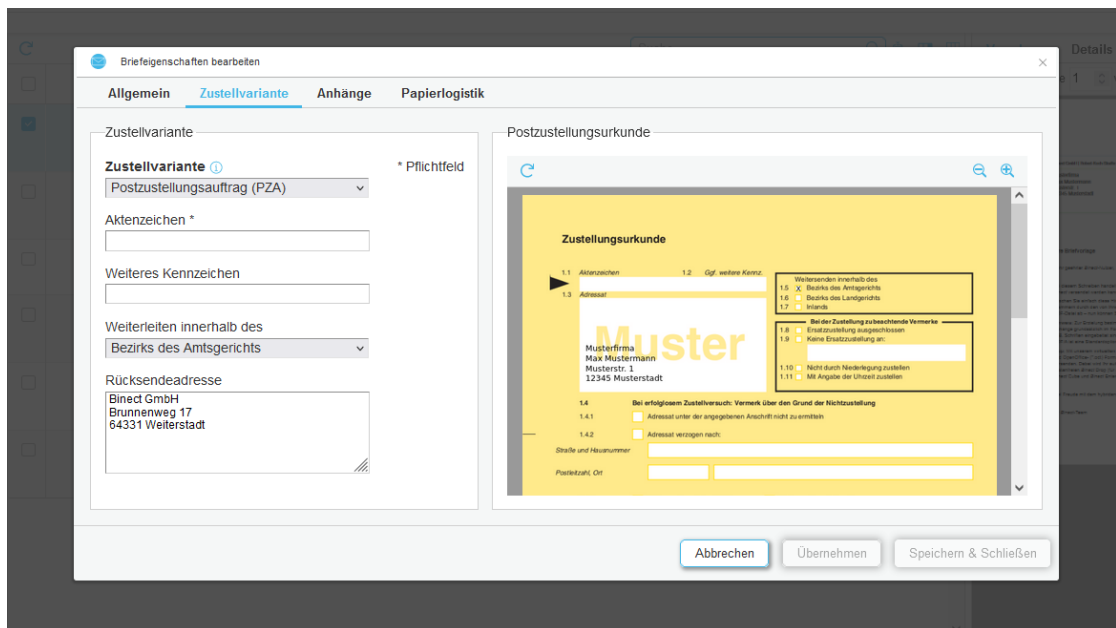 Details
1
Briefeigenschaften bearbeiten
Allgemein
Zustellvariante
Anhänge
Papierlogistik
Zustellvariante
Zustellvariante
* Pflichtfeld
Postzustellungsauftrag (PZA)
Aktenzeichen *
Weiteres Kennzeichen
Weiterleiten innerhalb des
Bezirks des Amtsgerichts
Rücksendeadresse
Binect GmbH
Brunnenweg 17
64331 Weiterstadt
Postzustellungsurkunde
Zustellungsurkunde
1.1 Aktenzeichen
1.2 Ggf. weitere Kennz.
1.3 Adressat
Muster
Musterfirma
Max Mustermann
Musterstr. 1
12345 Musterstadt
Weitersenden innerhalb des
1.5 X Bezirks des Amtsgerichts
1.6 Bezirks des Landgerichts
1.7 Inlands
Bei der Zustellung zu beachtende Vermerke
1.8 Ersatzzustellung ausgeschlossen
1.9 Keine Ersatzzustellung an:
1.10 Nicht durch Niederlegung zustellen
1.11 Mit Angabe der Uhrzeit zustellen
1.4 Bei erfolglosem Zustellversuch: Vermerk über den Grund der Nichtzustellung
1.4.1 Adressat unter der angegebenen Anschrift nicht zu ermitteln
1.4.2 Adressat verzogen nach:
Straße und Hausnummer
Postleitzahl, Ort
Abbrechen
Übernehmen
Speichern & Schließen